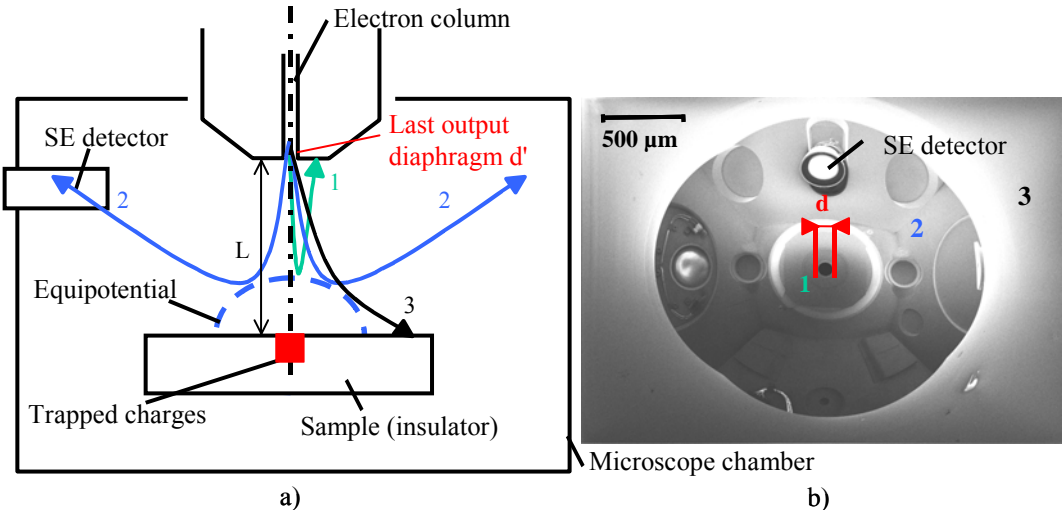 Electron column
SE detector
Last output
diaphragm d'
2
1
2
L
Equipotential
3
Trapped charges
Sample (insulator)
Microscope chamber
a)
500 µm
SE detector
d
3
2
1
b)